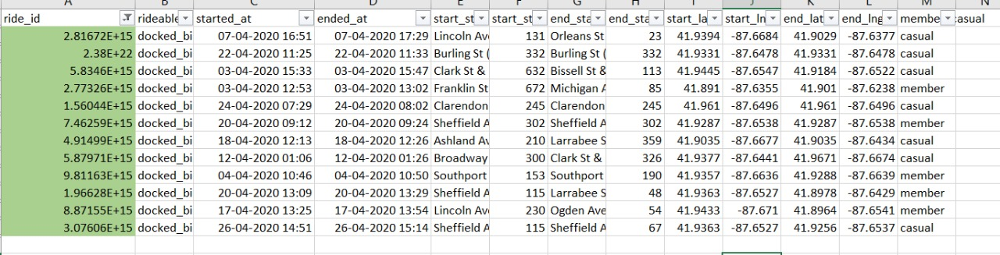 A B C D E F G H I J K L M N
ride_id rideable started_at ended_at start_st start_st end_sta end_sta start_la start_ln end_lat end_lng membe casual
2.81672E+15 docked_bi 07-04-2020 16:51 07-04-2020 17:29 Lincoln Av 131 Orleans St 23 41.9394 -87.6684 41.9029 -87.6377 casual
2.38E+22 docked_bi 22-04-2020 11:25 22-04-2020 11:33 Burling St ( 332 Burling St ( 332 41.9331 -87.6478 41.9331 -87.6478 casual
5.8346E+15 docked_bi 03-04-2020 15:33 03-04-2020 15:47 Clark St & 632 Bissell St & 113 41.9445 -87.6547 41.9184 -87.6522 casual
2.77326E+15 docked_bi 03-04-2020 12:53 03-04-2020 13:02 Franklin St 672 Michigan A 85 41.891 -87.6355 41.901 -87.6238 member
1.56044E+15 docked_bi 24-04-2020 07:29 24-04-2020 08:02 Clarendon 245 Clarendon 245 41.961 -87.6496 41.961 -87.6496 casual
7.46259E+15 docked_bi 20-04-2020 09:12 20-04-2020 09:24 Sheffield A 302 Sheffield A 302 41.9287 -87.6538 41.9287 -87.6538 member
4.91499E+15 docked_bi 18-04-2020 12:13 18-04-2020 12:26 Ashland Av 210 Larrabee S 359 41.9035 -87.6677 41.9035 -87.6434 casual
5.87971E+15 docked_bi 12-04-2020 01:06 12-04-2020 01:26 Broadway 300 Clark St & 326 41.9377 -87.6441 41.9671 -87.6674 casual
9.81163E+15 docked_bi 04-04-2020 10:46 04-04-2020 10:50 Southport 153 Southport 190 41.9357 -87.6636 41.9288 -87.6639 member
1.96628E+15 docked_bi 20-04-2020 13:09 20-04-2020 13:29 Sheffield A 115 Larrabee S 48 41.9363 -87.6527 41.8978 -87.6429 member
8.87155E+15 docked_bi 17-04-2020 13:25 17-04-2020 13:54 Lincoln Av 230 Ogden Ave 54 41.9433 -87.671 41.8964 -87.6541 member
3.07606E+15 docked_bi 26-04-2020 14:51 26-04-2020 15:14 Sheffield A 115 Sheffield A 67 41.9363 -87.6527 41.9256 -87.6537 casual